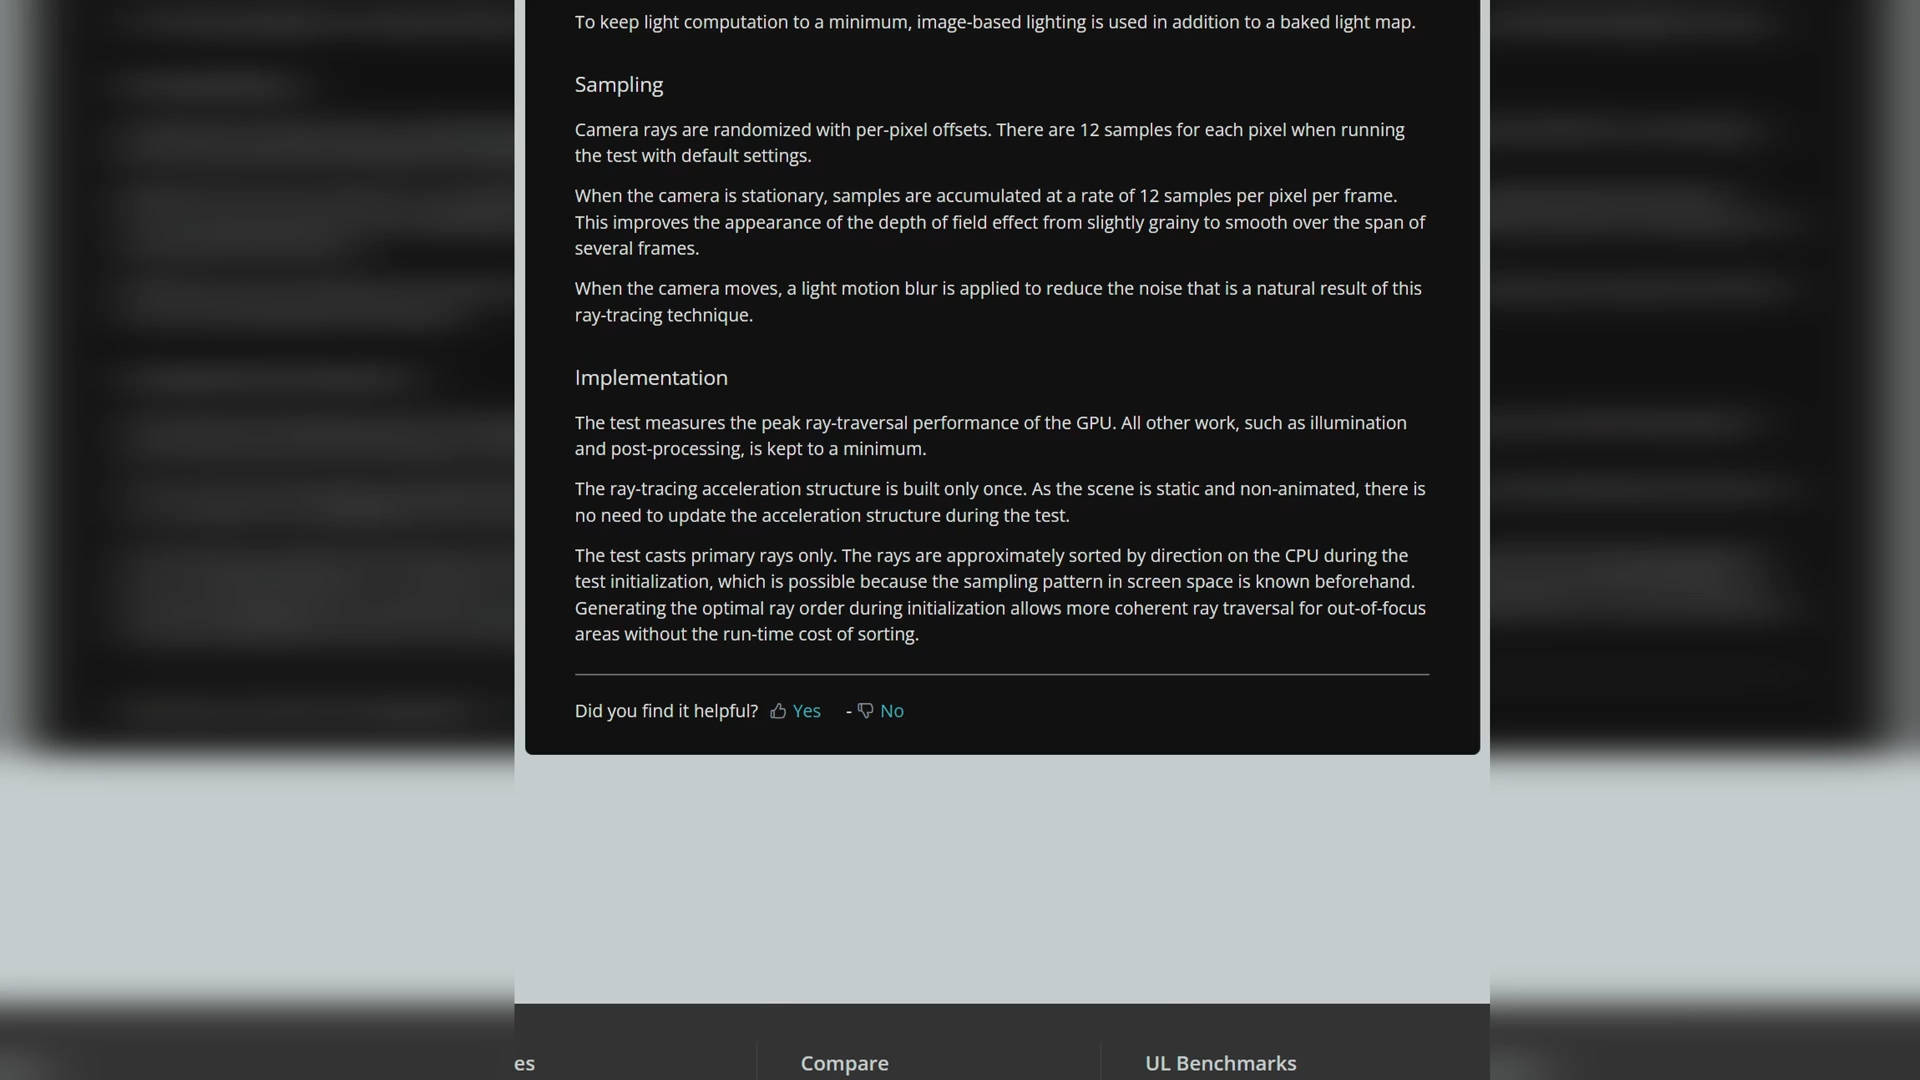 To keep light computation to a minimum, image-based lighting is used in addition to a baked light map.
Sampling
Camera rays are randomized with per-pixel offsets. There are 12 samples for each pixel when running
the test with default settings.
When the camera is stationary, samples are accumulated at a rate of 12 samples per pixel per frame.
This improves the appearance of the depth of field effect from slightly grainy to smooth over the span of
several frames.
When the camera moves, a light motion blur is applied to reduce the noise that is a natural result of this
ray-tracing technique.
Implementation
The test measures the peak ray-traversal performance of the GPU. All other work, such as illumination
and post-processing, is kept to a minimum.
The ray-tracing acceleration structure is built only once. As the scene is static and non-animated, there is
no need to update the acceleration structure during the test.
The test casts primary rays only. The rays are approximately sorted by direction on the CPU during the
test initialization, which is possible because the sampling pattern in screen space is known beforehand.
Generating the optimal ray order during initialization allows more coherent ray traversal for out-of-focus
areas without the run-time cost of sorting.
Did you find it helpful? Yes - No
es Compare UL Benchmarks